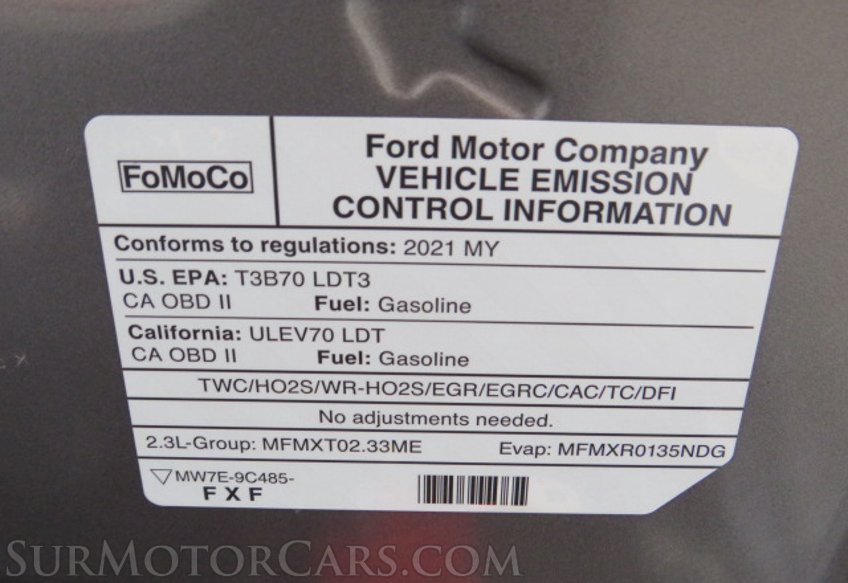 FoMoCo
Ford Motor Company
VEHICLE EMISSION
CONTROL INFORMATION
Conforms to regulations: 2021 MY
U.S. EPA: T3B70 LDT3
CA OBD II Fuel: Gasoline
California: ULEV70 LDT
CA OBD II Fuel: Gasoline
TWC/HO2S/WR-HO2S/EGR/EGRC/CAC/TC/DFI
No adjustments needed.
2.3L-Group: MFMXT02.33ME Evap: MFMXR0135NDG
MW7E-9C485-
F X F
SURMOTORCARS.COM